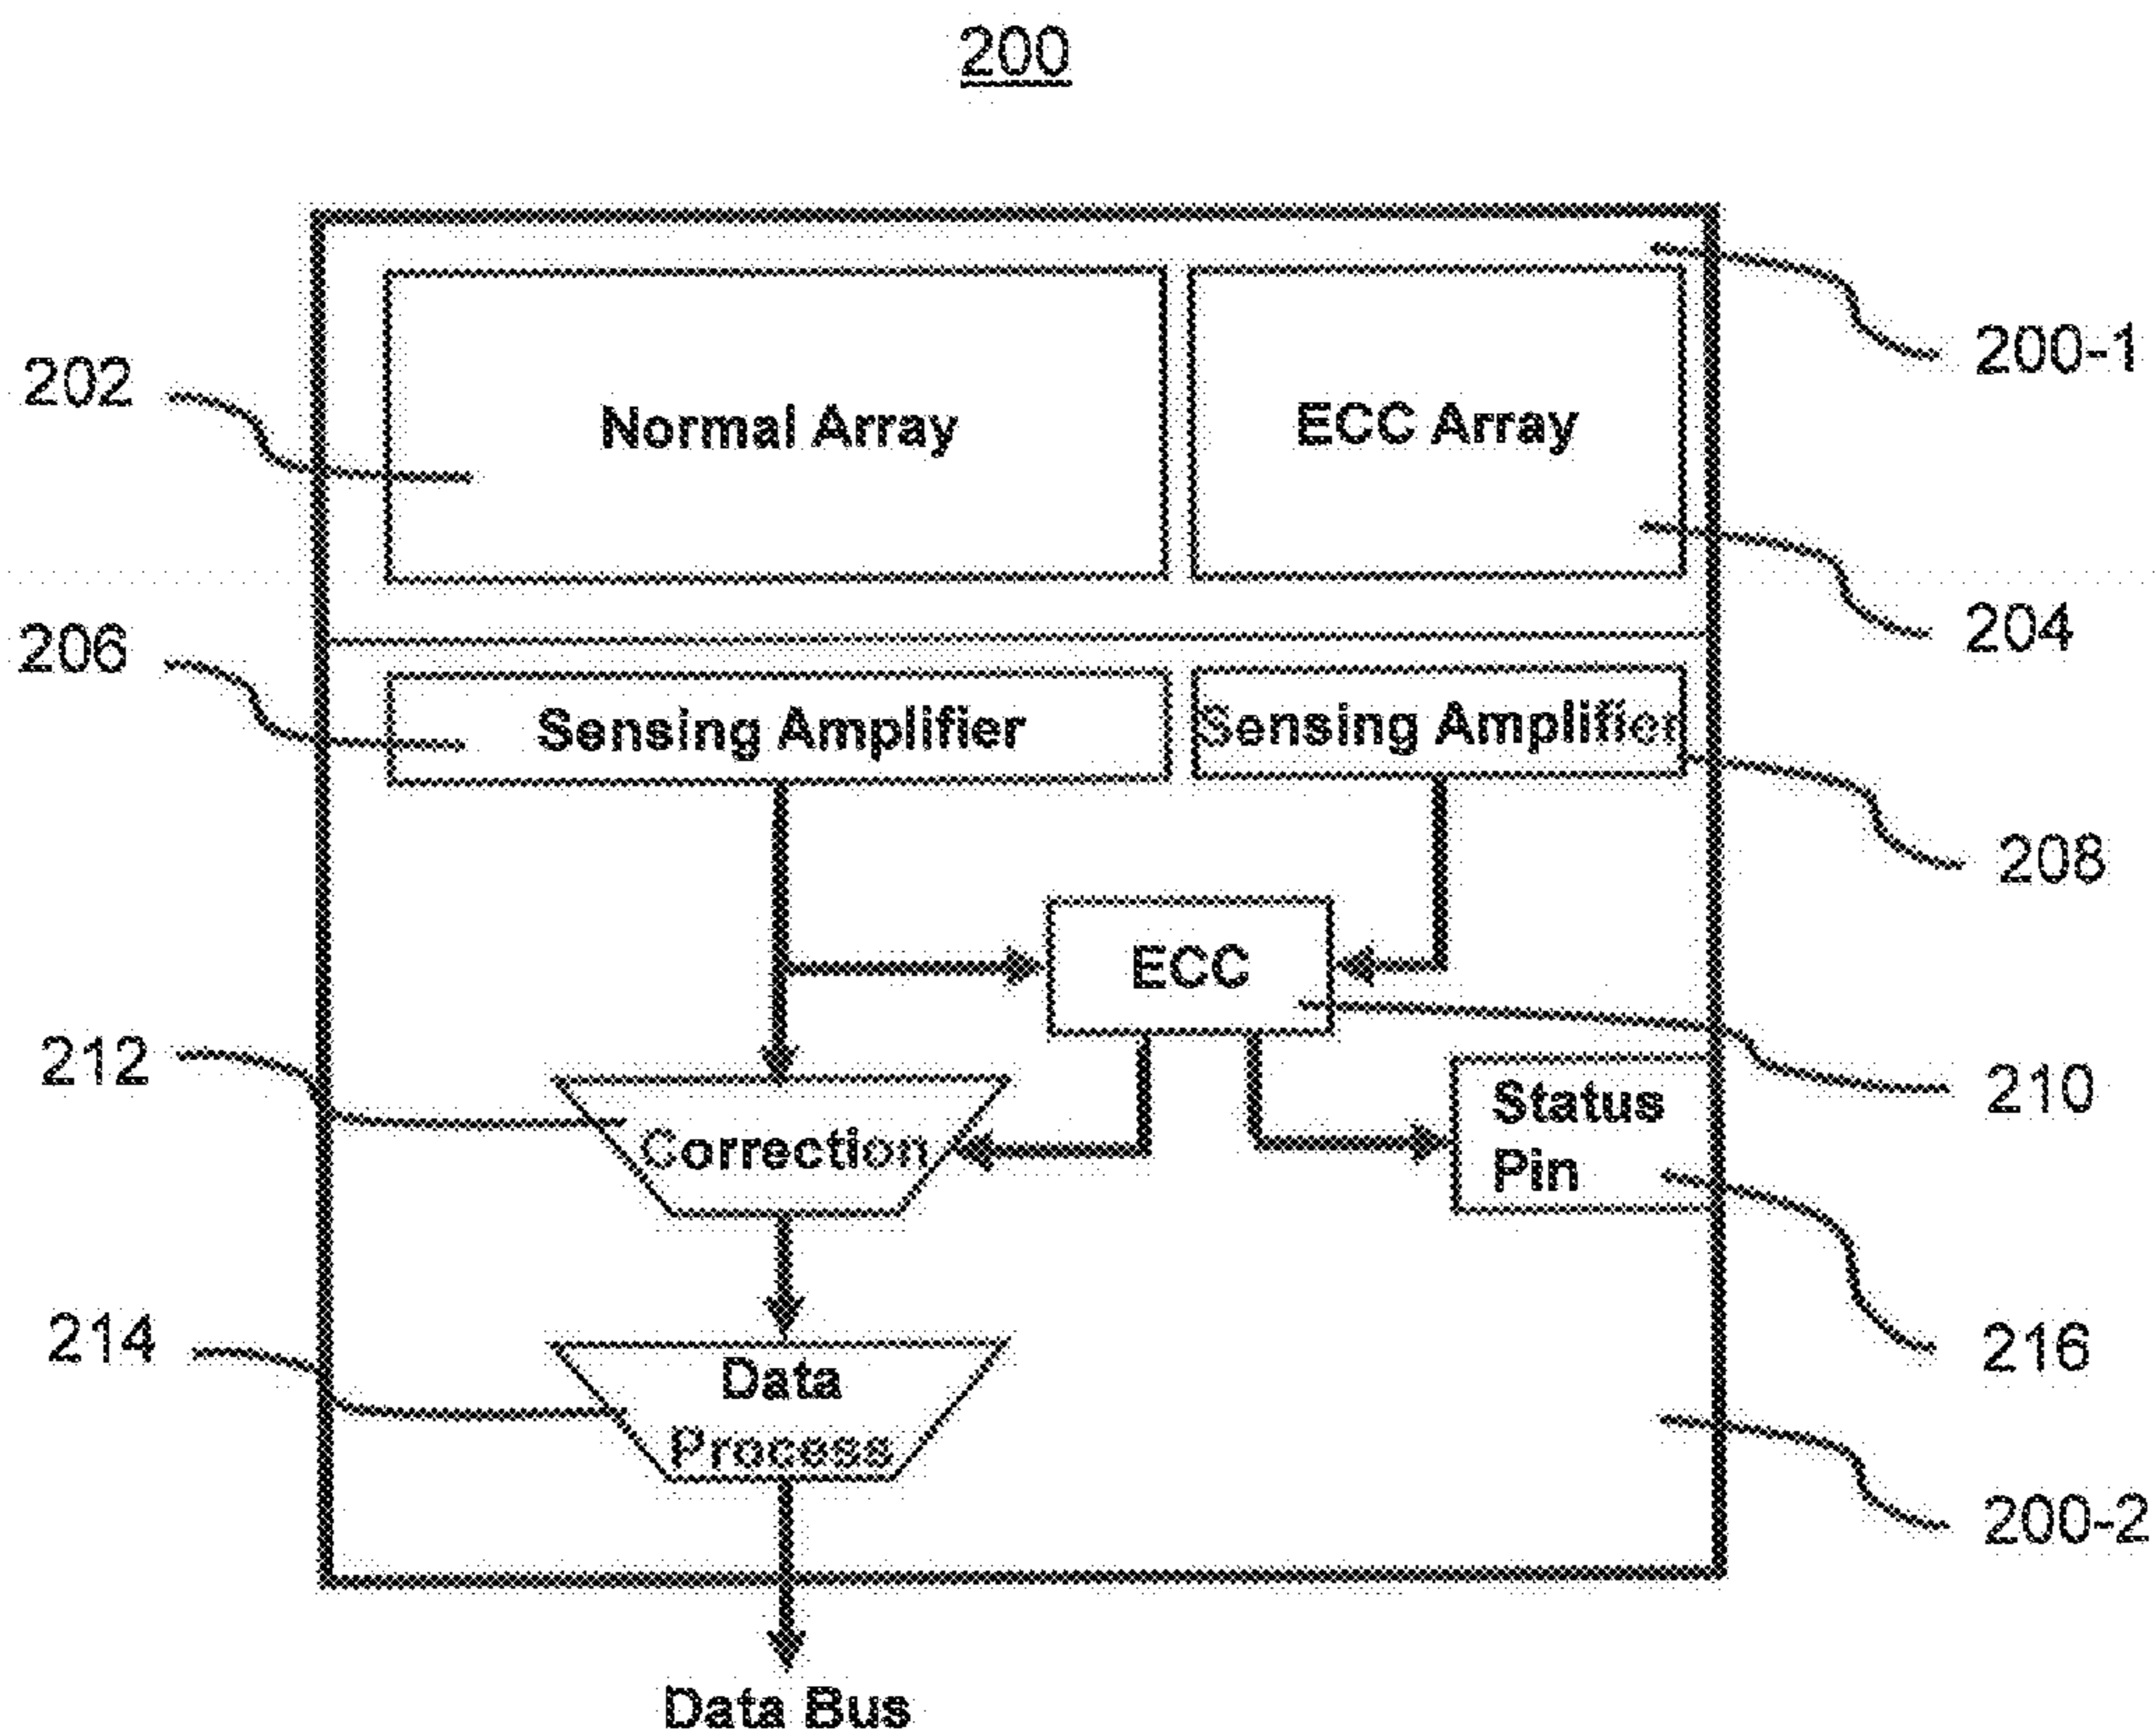 200
200-1
202
Normal Array
ECC Array
204
206
Sensing Amplifier
Sensing Amplifier
208
ECC
212
210
Status
Pin
Correction
214
216
Data
Process
200-2
Data Bus